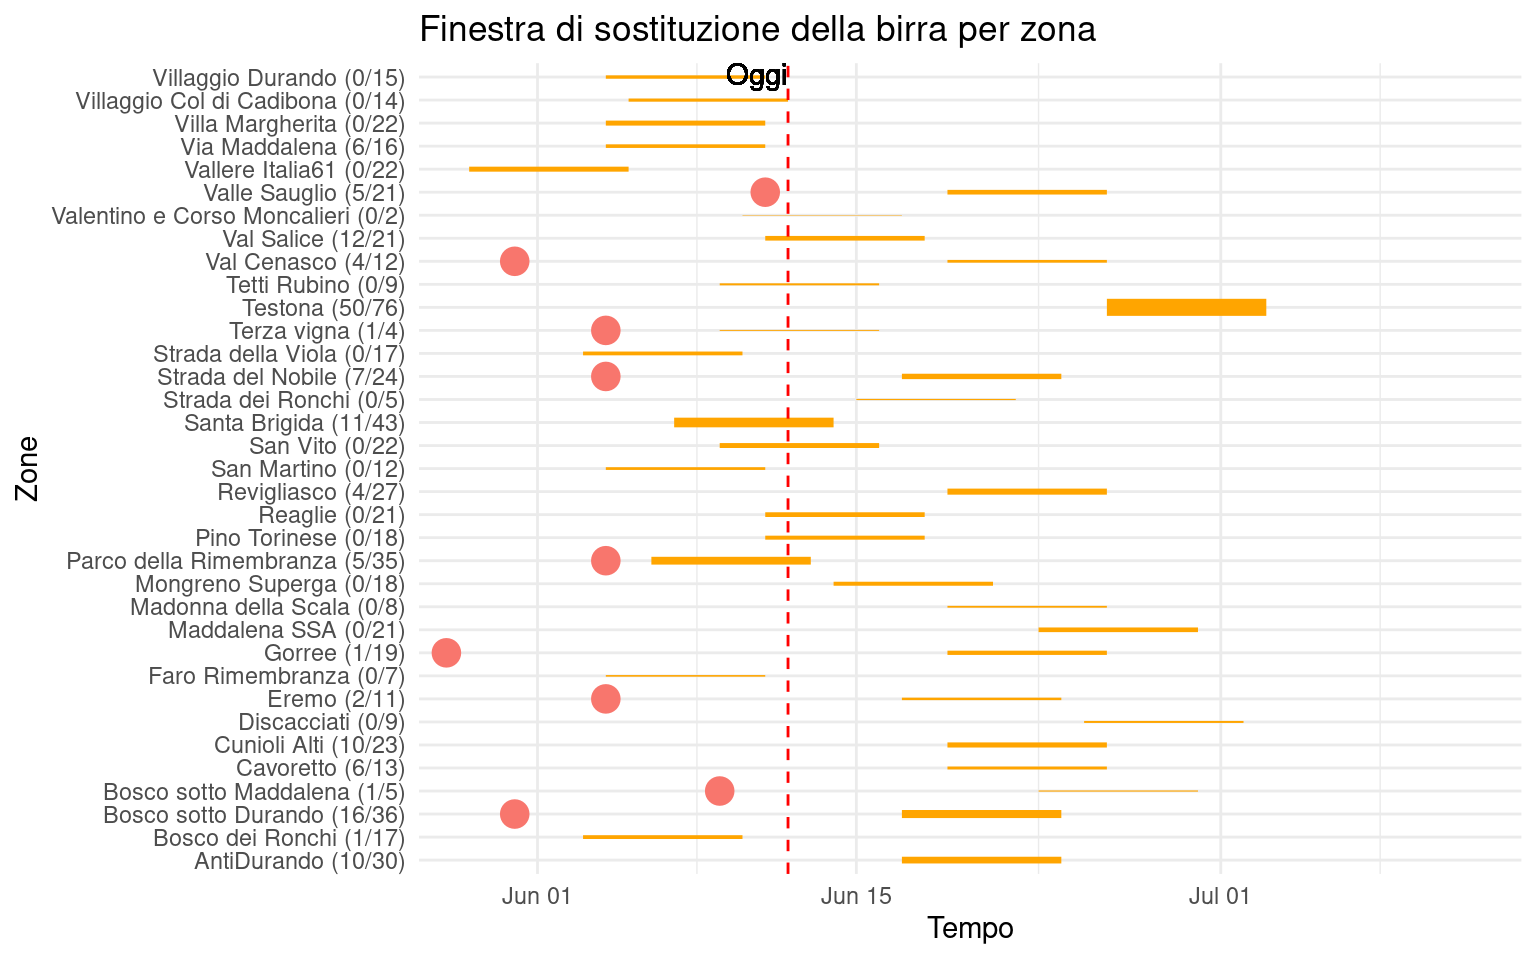 Finestra di sostituzione della birra per zona
Oggi
Villaggio Durando (0/15)
Villaggio Col di Cadibona (0/14)
Villa Margherita (0/22)
Via Maddalena (6/16)
Vallere Italia61 (0/22)
Valle Sauglio (5/21)
Valentino e Corso Moncalieri (0/2)
Val Salice (12/21)
Val Cenasco (4/12)
Tetti Rubino (0/9)
Testona (50/76)
Terza vigna (1/4)
Strada della Viola (0/17)
Strada del Nobile (7/24)
Strada dei Ronchi (0/5)
Santa Brigida (11/43)
San Vito (0/22)
San Martino (0/12)
Revigliasco (4/27)
Reaglie (0/21)
Pino Torinese (0/18)
Parco della Rimembranza (5/35)
Mongreno Superga (0/18)
Madonna della Scala (0/8)
Maddalena SSA (0/21)
Gorree (1/19)
Faro Rimembranza (0/7)
Eremo (2/11)
Discacciati (0/9)
Cunioli Alti (10/23)
Cavoretto (6/13)
Bosco sotto Maddalena (1/5)
Bosco sotto Durando (16/36)
Bosco dei Ronchi (1/17)
AntiDurando (10/30)
Zone
Jun 01 Jun 15 Jul 01
Tempo